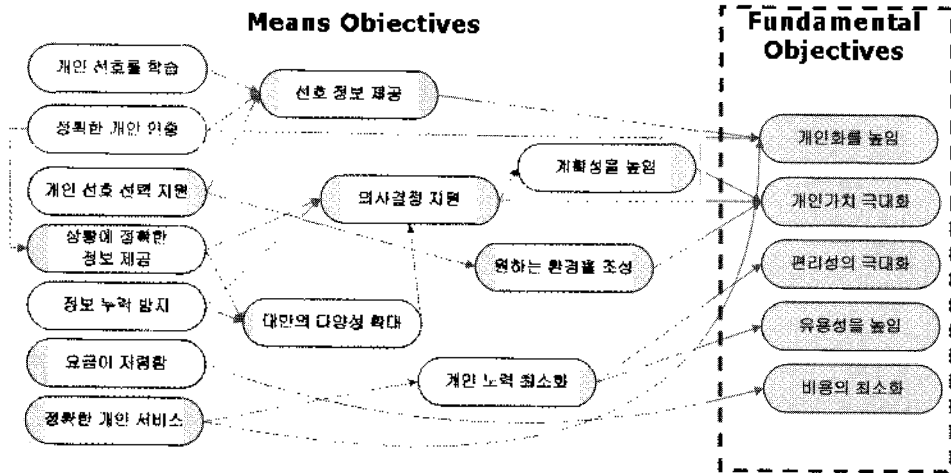 Means Objectives
Fundamental
Objectives
개인 선호를 학습
정확한 개인 인증
개인 선호 선택 지원
상황에 정확한
정보 제공
정보 누락 방지
요금이 저렴함
정확한 개인 서비스
선호 정보 제공
의사결정 지원
대안의 다양성 확대
계획성을 높임
원하는 환경을 조성
개인 노력 최소화
개인화를 높임
개인가치 극대화
편리성의 극대화
유용성을 높임
비용의 최소화